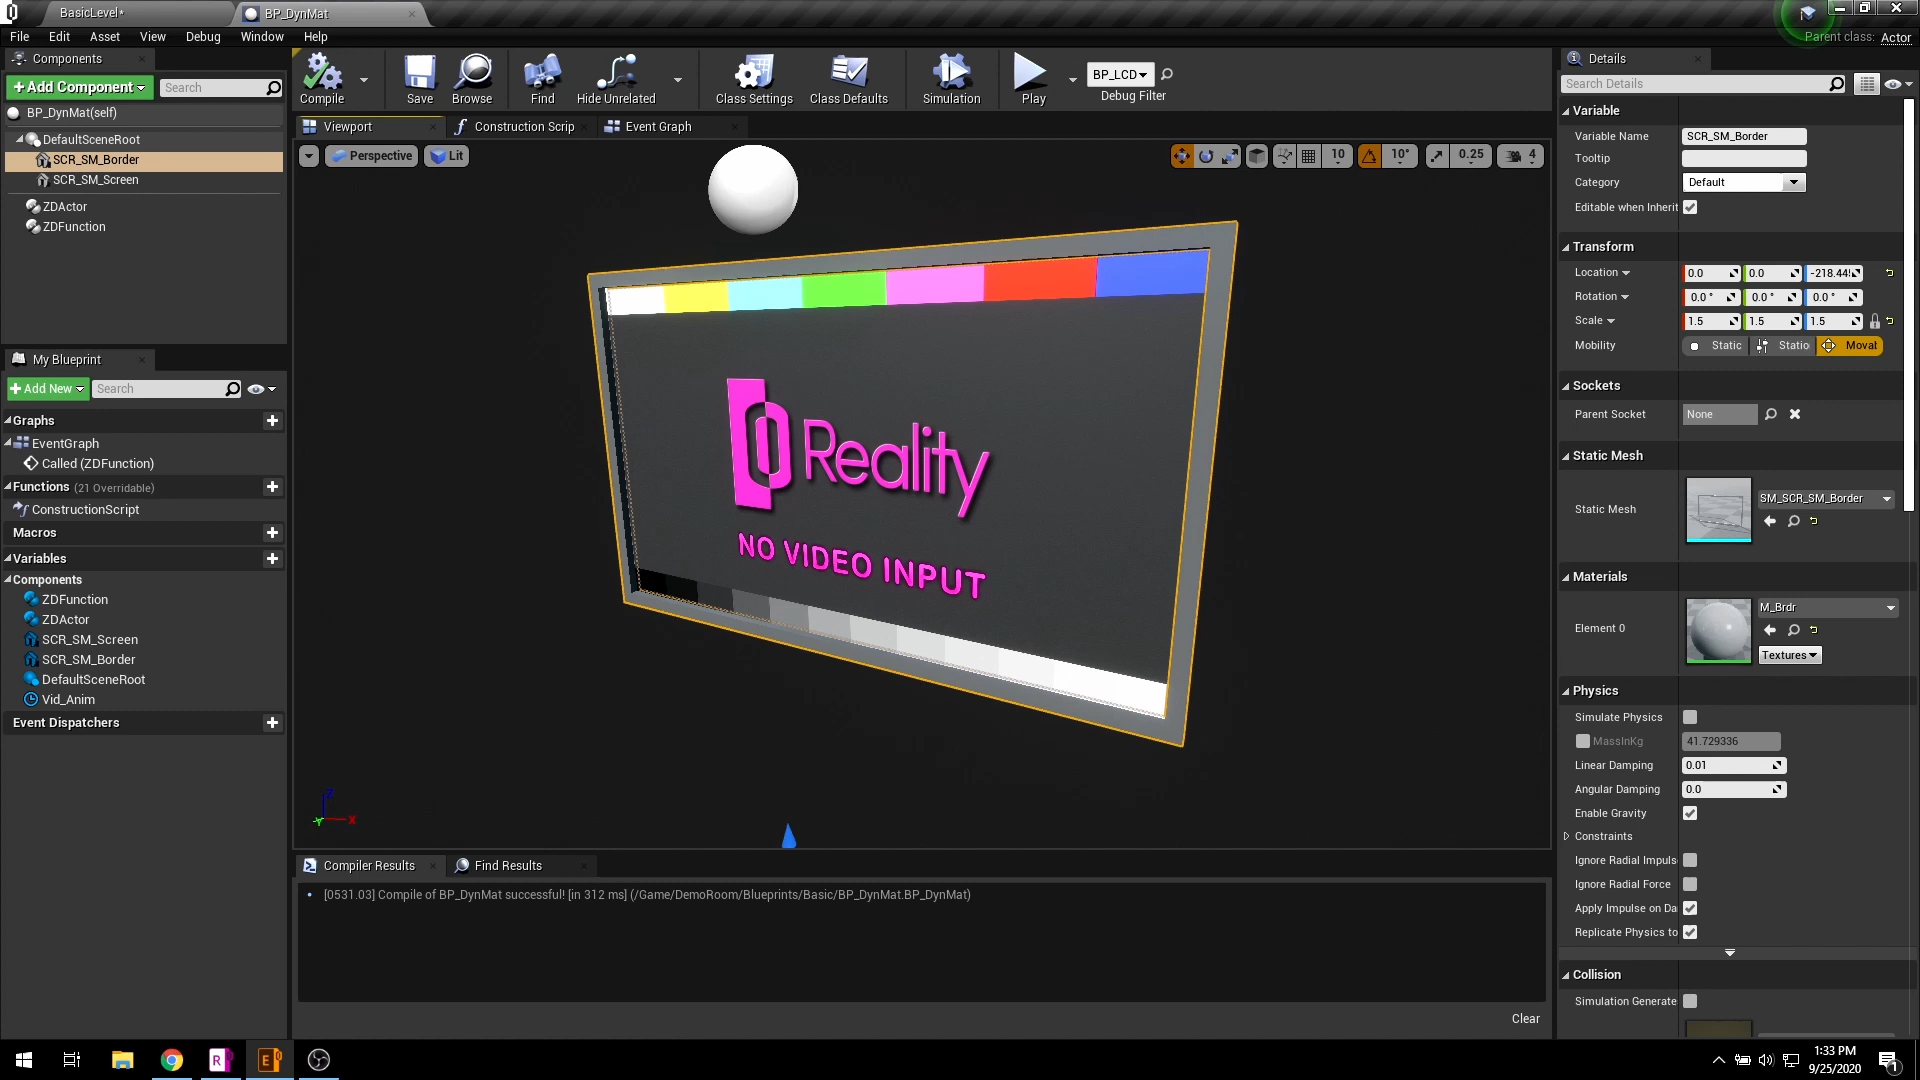 BasicLevel*
BP_DynMat
File Edit Asset View Debug Window Help
Parent class: Actor
Components
Add Component
Search
BP_DynMat(self)
DefaultSceneRoot
SCR_SM_Border
SCR_SM_Screen
ZDActor
ZDFunction
My Blueprint
Add New
Search
Graphs
EventGraph
Called (ZDFunction)
Functions (21 Overridable)
ConstructionScript
Macros
Variables
Components
ZDFunction
ZDActor
SCR_SM_Screen
SCR_SM_Border
DefaultSceneRoot
Vid_Anim
Event Dispatchers
Compile
Save
Browse
Find
Hide Unrelated
Class Settings
Class Defaults
Simulation
Play
BP_LCD
Debug Filter
Viewport
Construction Scrip
Event Graph
Perspective
Lit
10
10°
0.25
4
Reality
NO VIDEO INPUT
Z
X
Y
Compiler Results
Find Results
[0531.03] Compile of BP_DynMat successful! [in 312 ms] (/Game/DemoRoom/Blueprints/Basic/BP_DynMat.BP_DynMat)
Clear
Details
Search Details
Variable
Variable Name SCR_SM_Border
Tooltip
Category Default
Editable when Inherit
Transform
Location 0.0 0.0 -218.44
Rotation 0.0 ° 0.0 ° 0.0 °
Scale 1.5 1.5 1.5
Mobility Static Statio Moval
Sockets
Parent Socket None
Static Mesh
Static Mesh SM_SCR_SM_Border
Materials
Element 0 M_Brdr
Textures
Physics
Simulate Physics
MassInKg 41.729336
Linear Damping 0.01
Angular Damping 0.0
Enable Gravity
Constraints
Ignore Radial Impuls
Ignore Radial Force
Apply Impulse on Da
Replicate Physics to
Collision
Simulation Generate
R
E
1:33 PM
9/25/2020
1